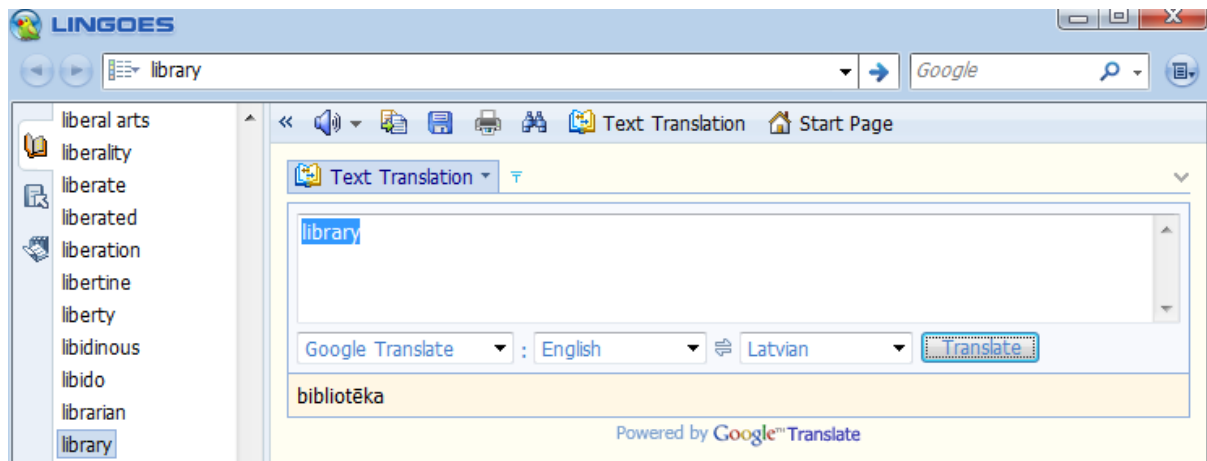 LINGOES
library
Google
liberal arts
liberality
liberate
liberated
liberation
libertine
liberty
libidinous
libido
librarian
library
Text Translation
Start Page
Text Translation
library
Google Translate : English Latvian Translate
bibliotēka
Powered by Google™ Translate